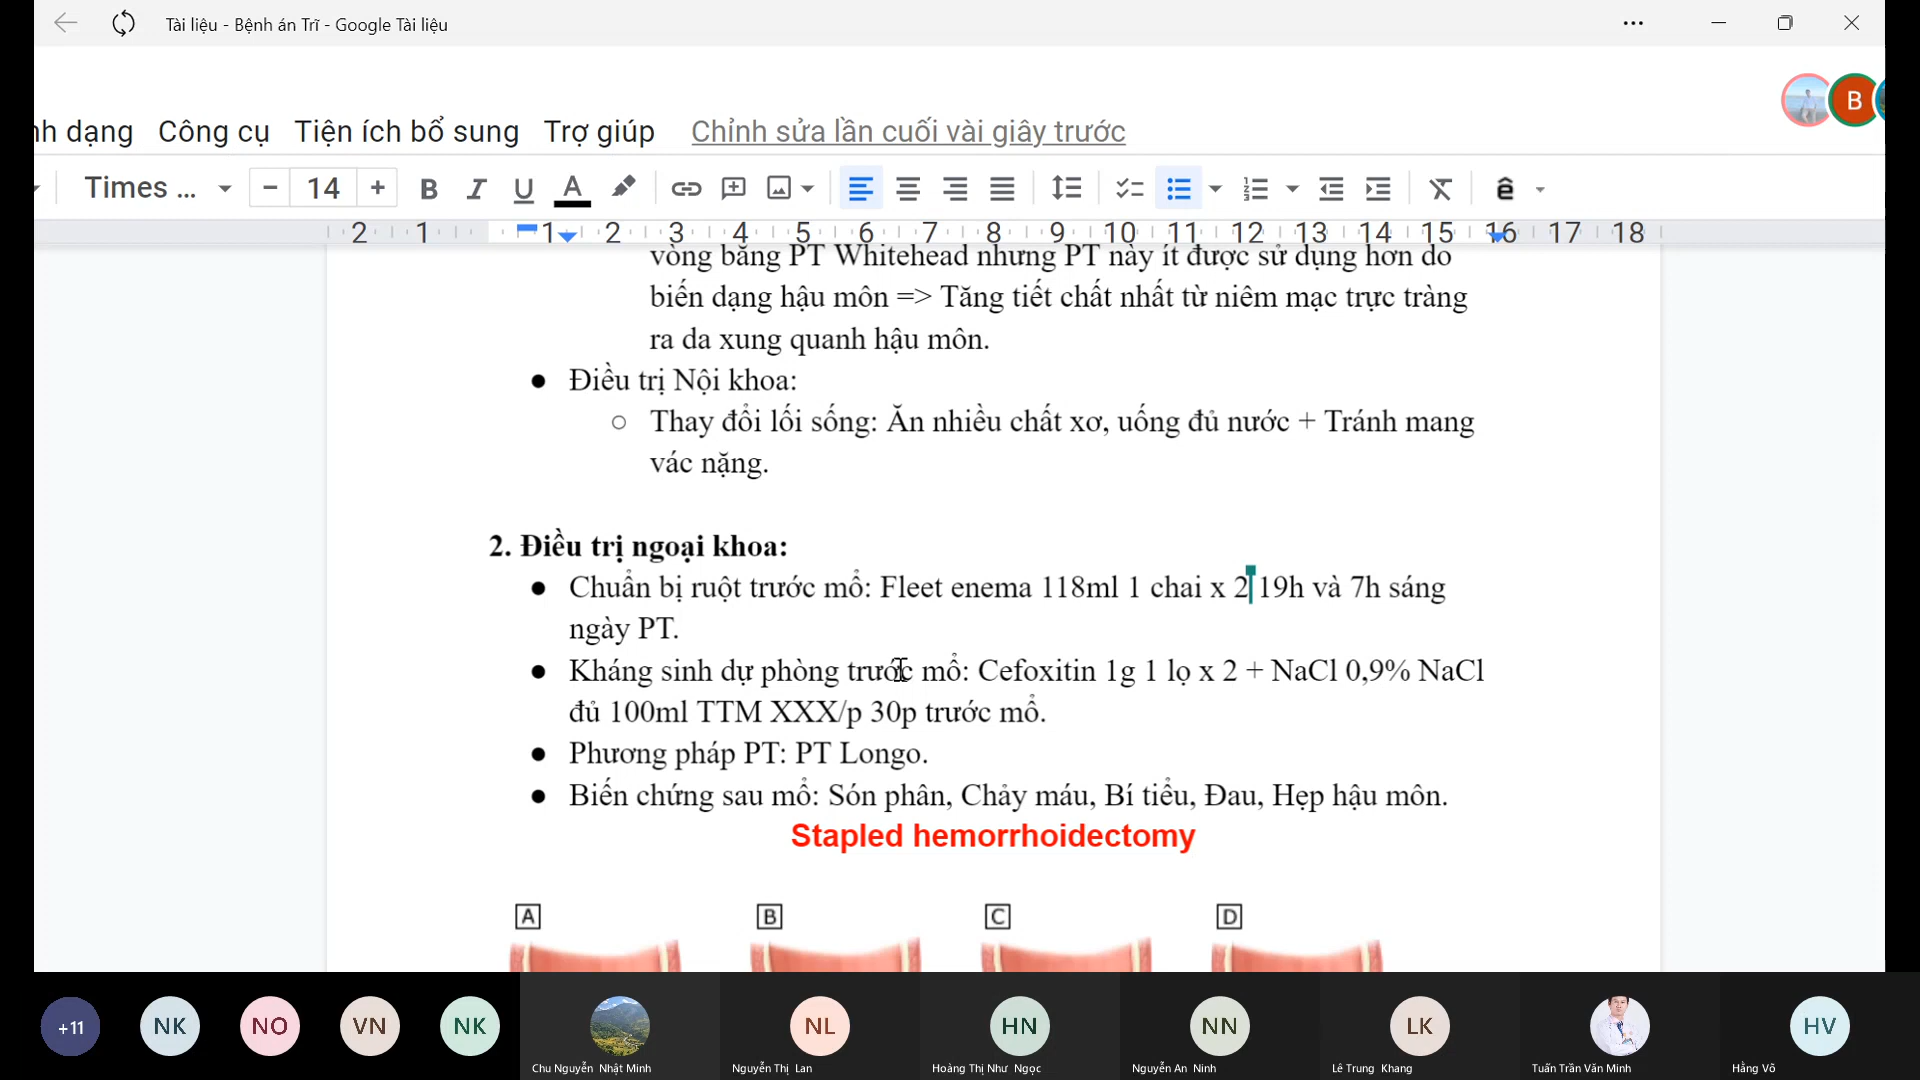 Tài liệu - Bệnh án Trĩ - Google Tài liệu
B
nh dạng Công cụ Tiện ích bổ sung Trợ giúp Chỉnh sửa lần cuối vài giây trước
Times ... 14 B I U A ê
2 1 1 2 3 4 5 6 7 8 9 10 11 12 13 14 15 16 17 18
vòng bằng PT Whitehead nhưng PT này ít được sử dụng hơn do
biến dạng hậu môn => Tăng tiết chất nhất từ niêm mạc trực tràng
ra da xung quanh hậu môn.
● Điều trị Nội khoa:
○ Thay đổi lối sống: Ăn nhiều chất xơ, uống đủ nước + Tránh mang
vác nặng.
2. Điều trị ngoại khoa:
● Chuẩn bị ruột trước mổ: Fleet enema 118ml 1 chai x 2 19h và 7h sáng
ngày PT.
● Kháng sinh dự phòng trước mổ: Cefoxitin 1g 1 lọ x 2 + NaCl 0,9% NaCl
đủ 100ml TTM XXX/p 30p trước mổ.
● Phương pháp PT: PT Longo.
● Biến chứng sau mổ: Són phân, Chảy máu, Bí tiểu, Đau, Hẹp hậu môn.
Stapled hemorrhoidectomy
A B C D
+11 NK NO VN NK NL HN NN LK HV
Chu Nguyễn Nhật Minh Nguyễn Thị Lan Hoàng Thị Như Ngọc Nguyễn An Ninh Lê Trung Khang Tuấn Trần Văn Minh Hằng Võ